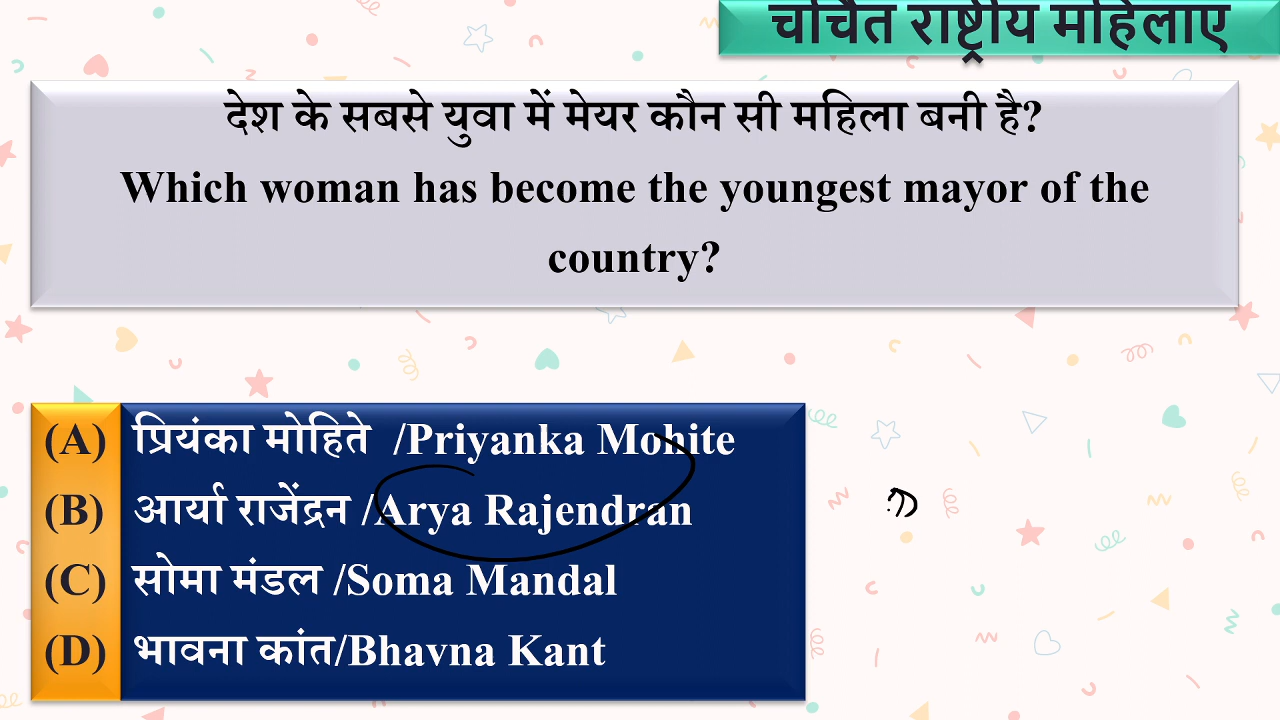 चर्चित राष्ट्रीय महिलाए
देश के सबसे युवा में मेयर कौन सी महिला बनी है?
Which woman has become the youngest mayor of the
country?
(A) प्रियंका मोहिते /Priyanka Mohite
(B) आर्या राजेंद्रन /Arya Rajendran
(C) सोमा मंडल /Soma Mandal
(D) भावना कांत/Bhavna Kant